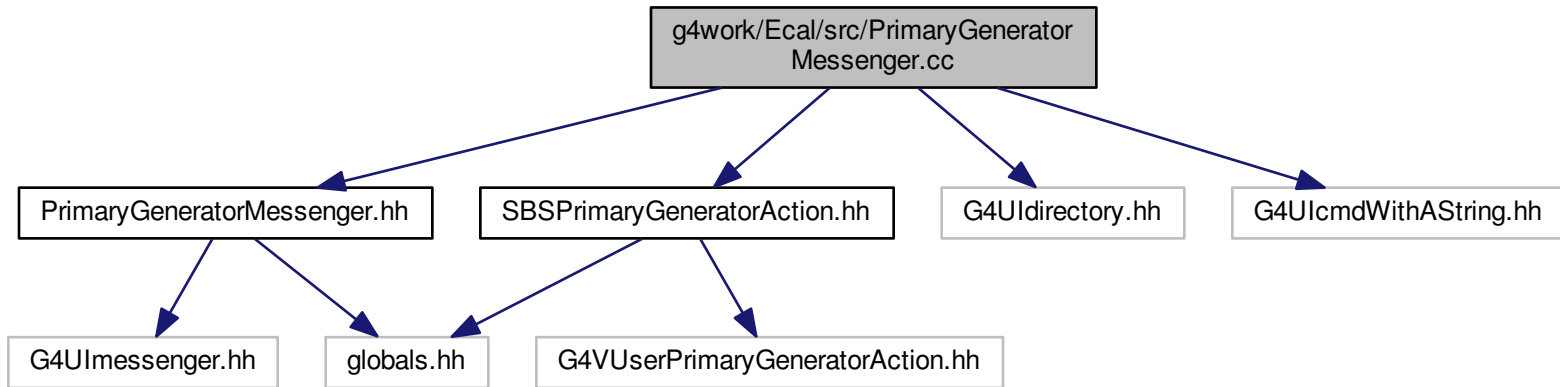 g4work/Ecal/src/PrimaryGenerator
Messenger.cc
PrimaryGeneratorMessenger.hh
SBSPrimaryGeneratorAction.hh
G4UIdirectory.hh
G4UIcmdWithAString.hh
G4UImessenger.hh
globals.hh
G4VUserPrimaryGeneratorAction.hh